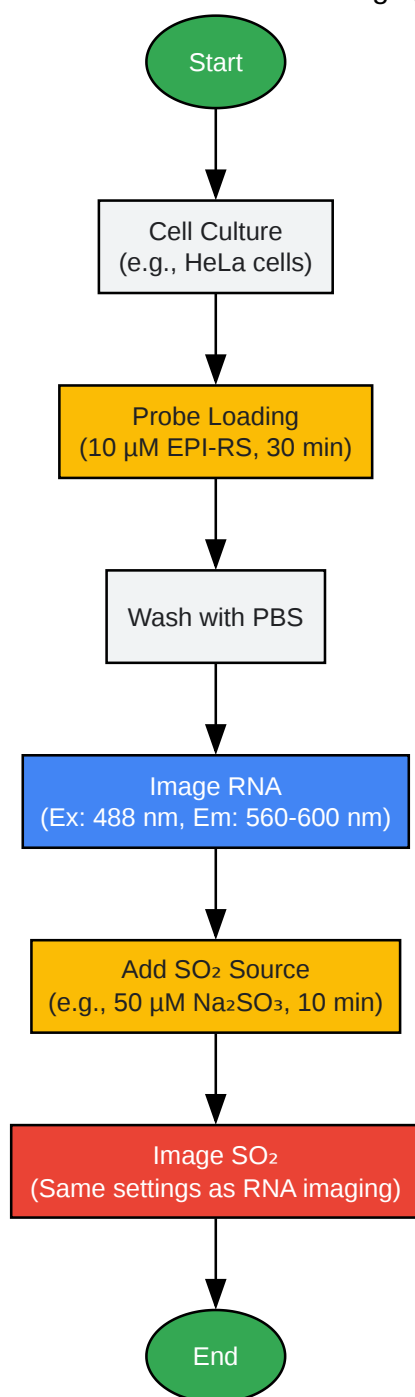 Start
Cell Culture
(e.g., HeLa cells)
Probe Loading
(10 µM EPI-RS, 30 min)
Wash with PBS
Image RNA
(Ex: 488 nm, Em: 560-600 nm)
Add SO₂ Source
(e.g., 50 µM Na₂SO₃, 10 min)
Image SO₂
(Same settings as RNA imaging)
End